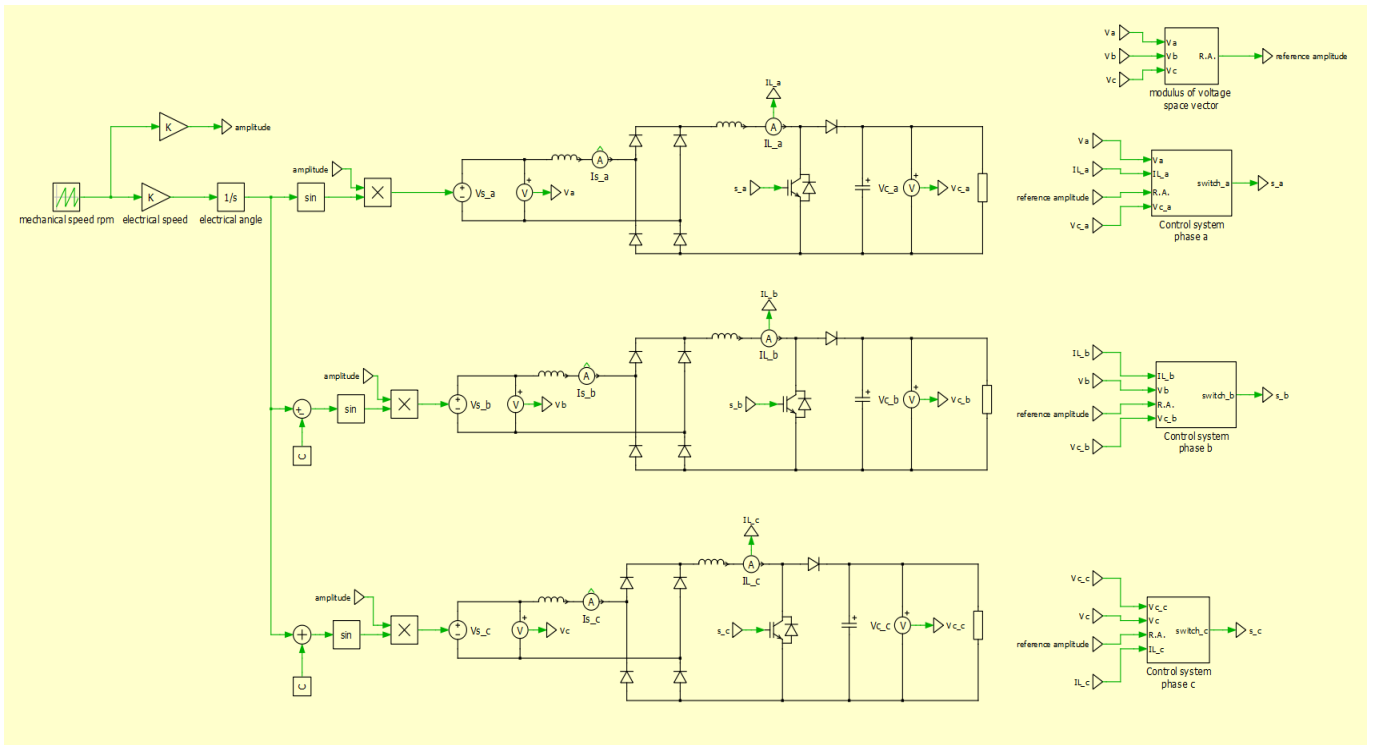 Va
Vb
Vc
Va
Vb
Vc
R.A.
reference amplitude
modulus of voltage
space vector
K
amplitude
mechanical speed rpm
K
electrical speed
1/s
electrical angle
sin
amplitude
×
Vs_a
+
-
V
+
Va
A
Is_a
IL_a
A
IL_a
s_a
+
Vc_a
V
+
Vc_a
Va
IL_a
reference amplitude
Vc_a
Va
IL_a
R.A.
Vc_a
switch_a
s_a
Control system
phase a
+-
C
sin
amplitude
×
Vs_b
+
-
V
+
Vb
A
Is_b
IL_b
A
IL_b
s_b
+
Vc_b
V
+
Vc_b
IL_b
Vb
reference amplitude
Vc_b
IL_b
Vb
R.A.
Vc_b
switch_b
s_b
Control system
phase b
+
C
sin
amplitude
×
Vs_c
+
-
V
+
Vc
A
Is_c
IL_c
A
IL_c
s_c
+
Vc_c
V
+
Vc_c
Vc_c
Vc
reference amplitude
IL_c
Vc_c
Vc
R.A.
IL_c
switch_c
s_c
Control system
phase c